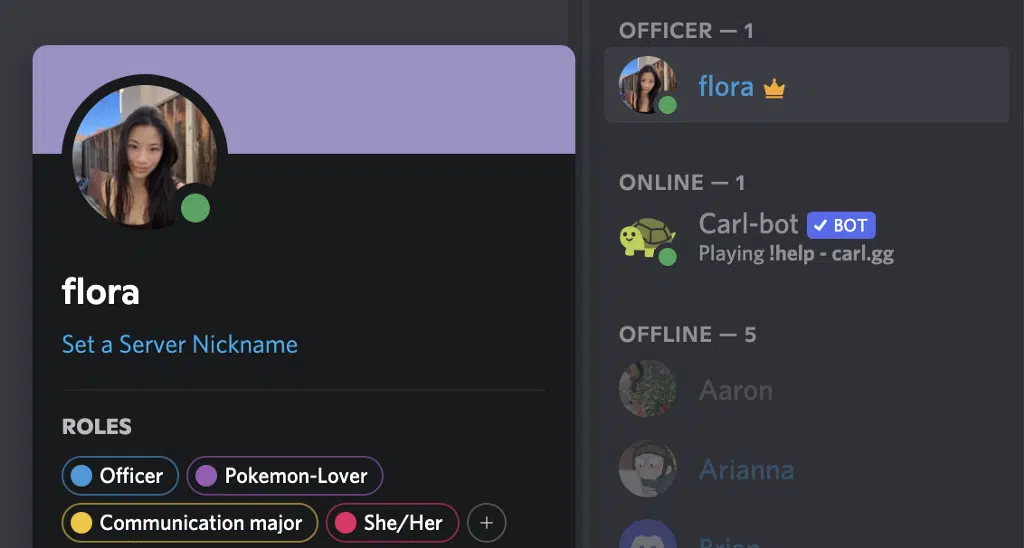 flora
Set a Server Nickname
ROLES
Officer
Pokemon-Lover
Communication major
She/Her
+
OFFICER — 1
flora
ONLINE — 1
Carl-bot ✓ BOT
Playing !help - carl.gg
OFFLINE — 5
Aaron
Arianna
Brian